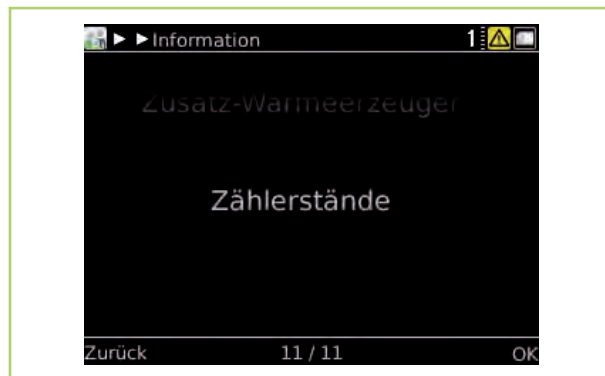 ► ►Information 1
Zusatz-Wärmeerzeuger
Zählerstände
Zurück 11 / 11 OK